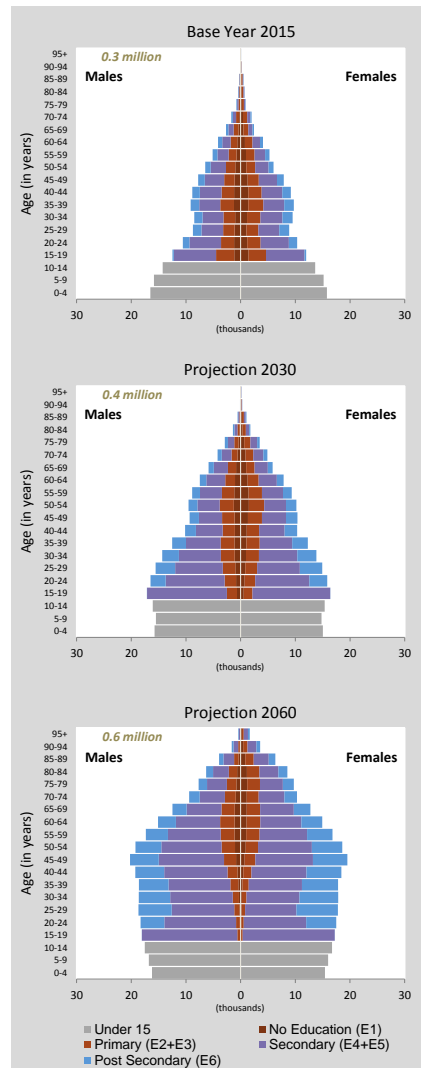 Base Year 2015
0.3 million
Males
Females
Age (in years)
95+
90-94
85-89
80-84
75-79
70-74
65-69
60-64
55-59
50-54
45-49
40-44
35-39
30-34
25-29
20-24
15-19
10-14
5-9
0-4
30 20 10 0 10 20 30
(thousands)
Projection 2030
0.4 million
Males
Females
Age (in years)
95+
90-94
85-89
80-84
75-79
70-74
65-69
60-64
55-59
50-54
45-49
40-44
35-39
30-34
25-29
20-24
15-19
10-14
5-9
0-4
30 20 10 0 10 20 30
(thousands)
Projection 2060
0.6 million
Males
Females
Age (in years)
95+
90-94
85-89
80-84
75-79
70-74
65-69
60-64
55-59
50-54
45-49
40-44
35-39
30-34
25-29
20-24
15-19
10-14
5-9
0-4
30 20 10 0 10 20 30
(thousands)
Under 15
No Education (E1)
Primary (E2+E3)
Secondary (E4+E5)
Post Secondary (E6)